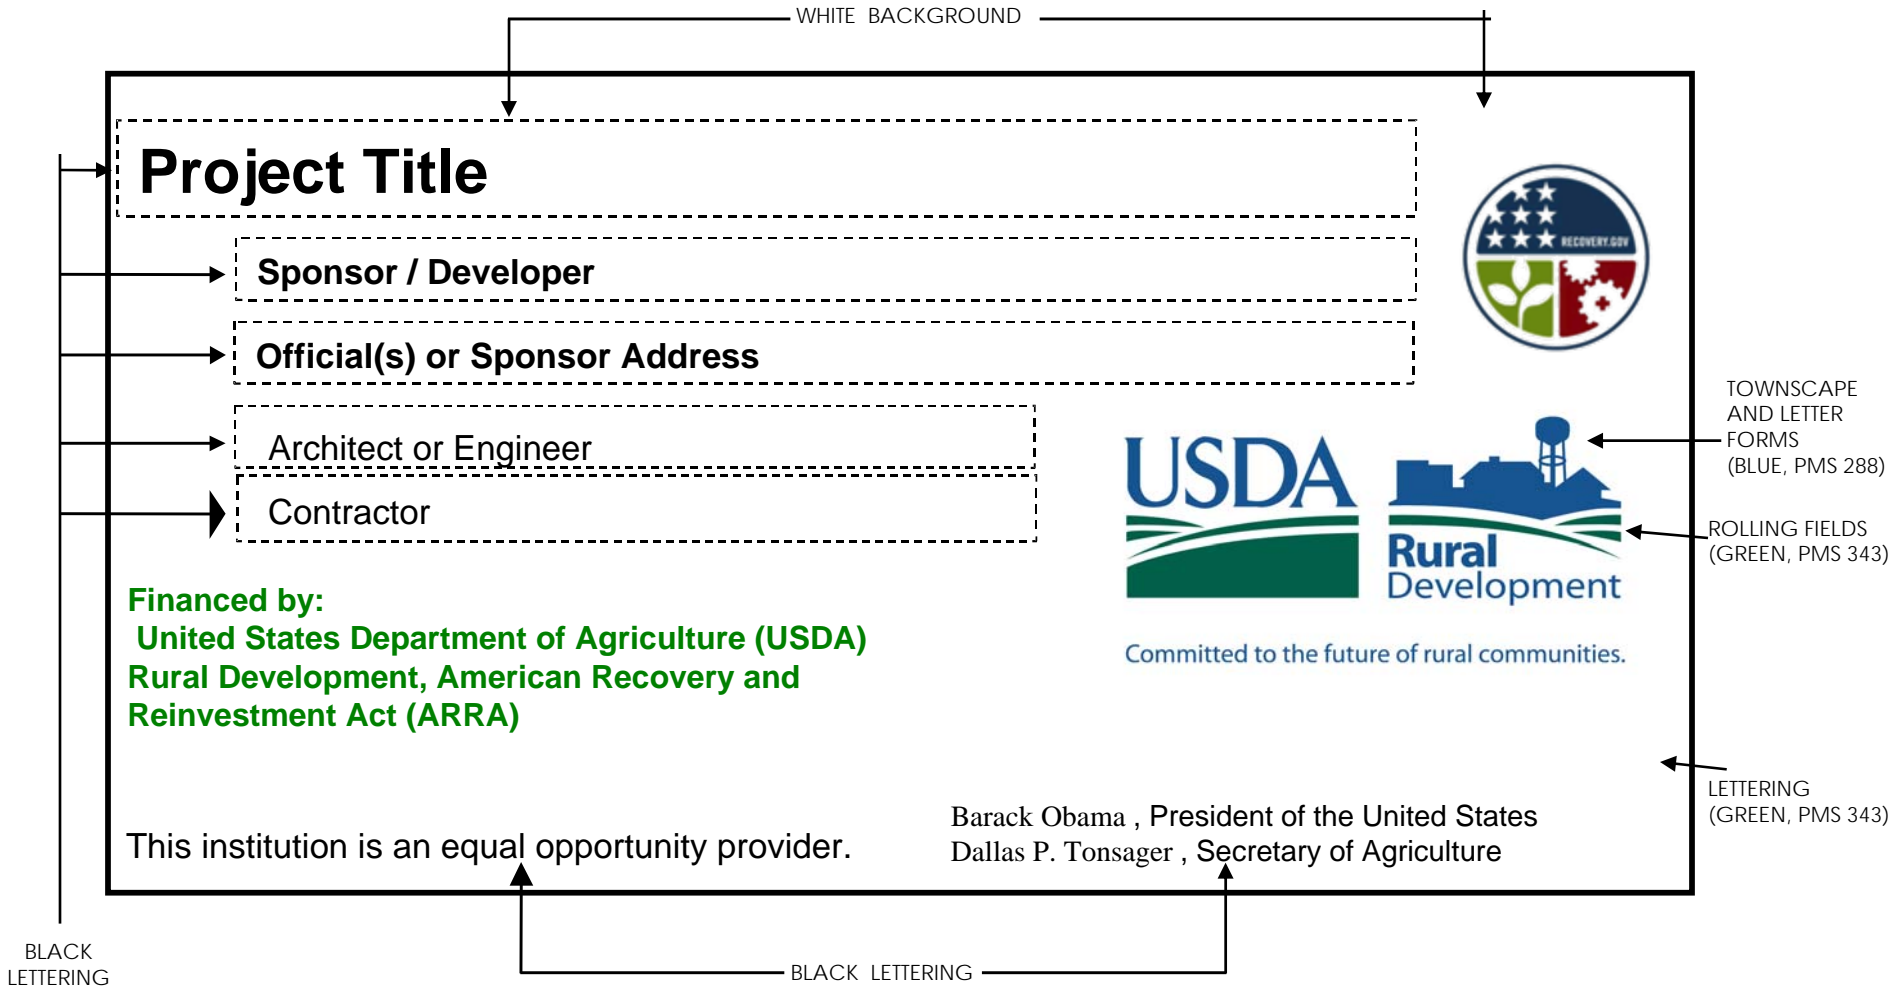 WHITE BACKGROUND
Project Title
Sponsor / Developer
RECOVERY.GOV
Official(s) or Sponsor Address
Architect or Engineer
Contractor
TOWNSCAPE
AND LETTER
FORMS
(BLUE, PMS 288)
USDA
Rural
Development
ROLLING FIELDS
(GREEN, PMS 343)
Committed to the future of rural communities.
Financed by:
United States Department of Agriculture (USDA)
Rural Development, American Recovery and
Reinvestment Act (ARRA)
LETTERING
(GREEN, PMS 343)
This institution is an equal opportunity provider.
Barack Obama , President of the United States
Dallas P. Tonsager , Secretary of Agriculture
BLACK
LETTERING
BLACK LETTERING